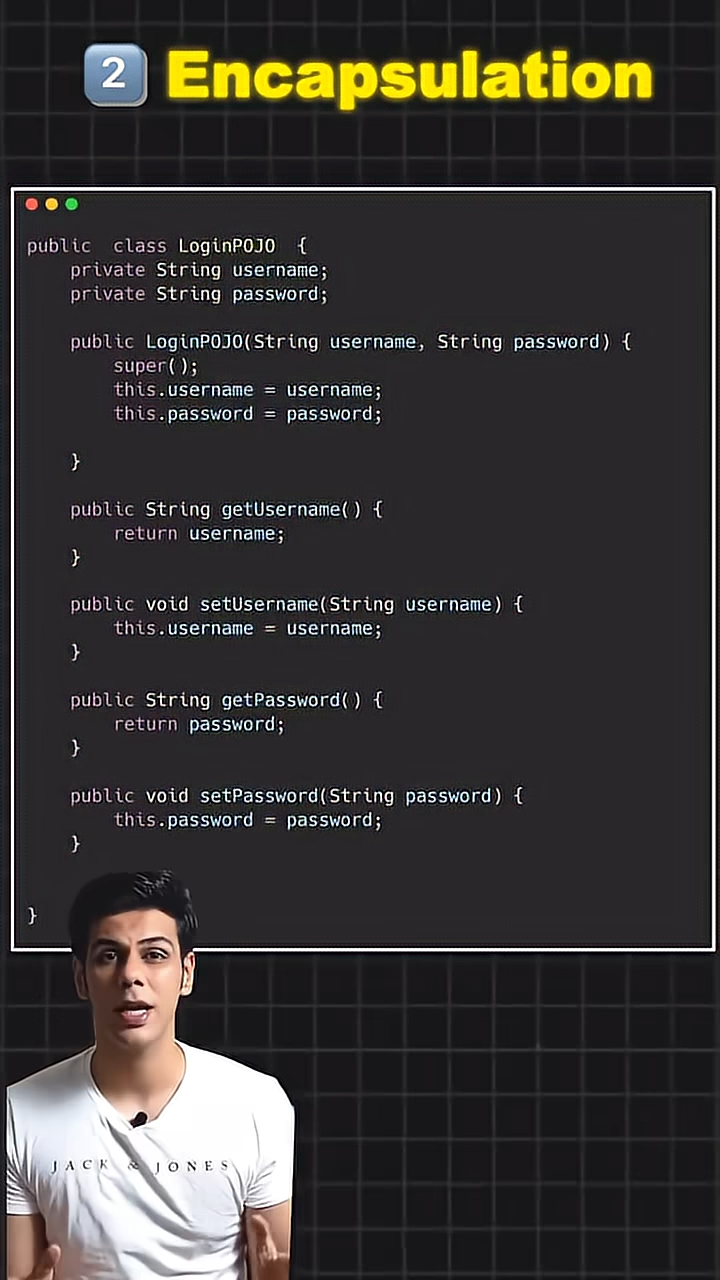 2 Encapsulation
public  class LoginPOJO  {
    private String username;
    private String password;

    public LoginPOJO(String username, String password) {
        super();
        this.username = username;
        this.password = password;

    }

    public String getUsername() {
        return username;
    }

    public void setUsername(String username) {
        this.username = username;
    }

    public String getPassword() {
        return password;
    }

    public void setPassword(String password) {
        this.password = password;
    }

}
JACK & JONES